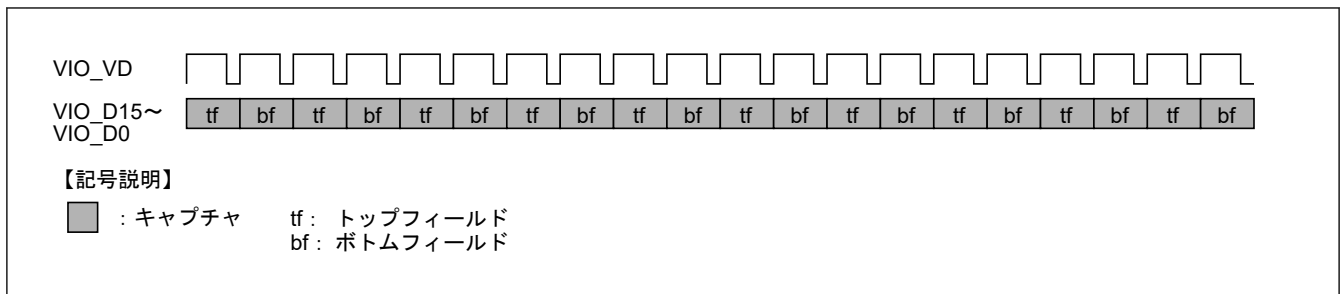 VIO_VD
VIO_D15～
VIO_D0
tf bf tf bf tf bf tf bf tf bf tf bf tf bf tf bf tf bf tf bf
【記号説明】
：キャプチャ tf： トップフィールド
bf：ボトムフィールド